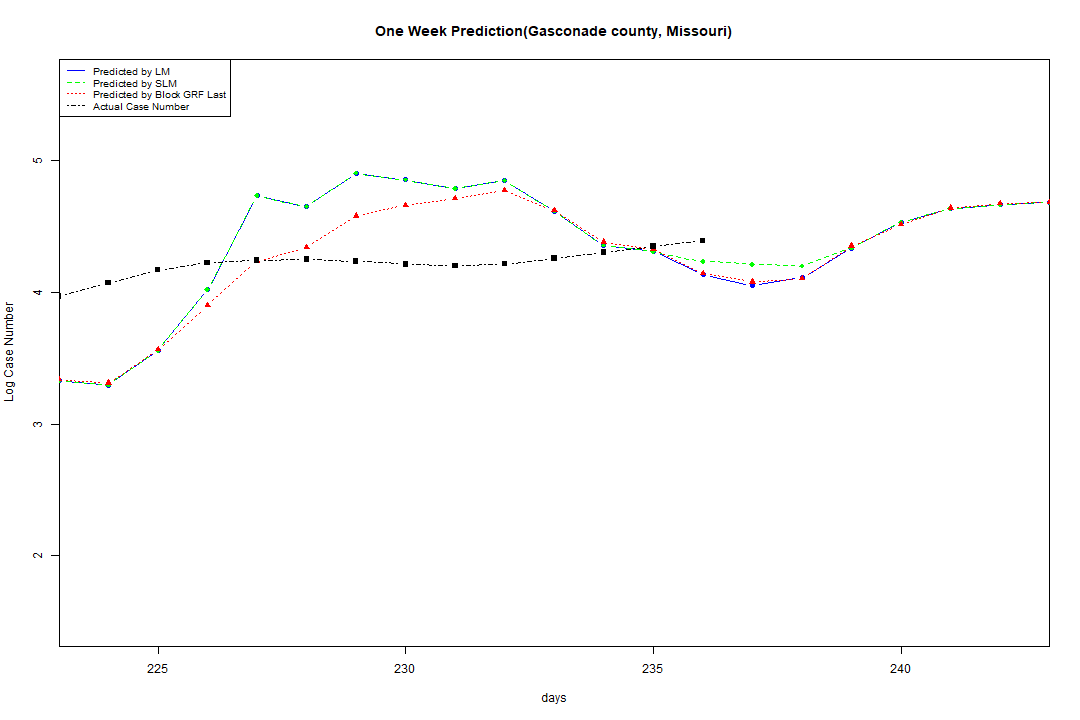 One Week Prediction(Gasconade county, Missouri)
Predicted by LM
Predicted by SLM
Predicted by Block GRF Last
Actual Case Number
5
4
3
2
Log Case Number
225 230 235 240
days